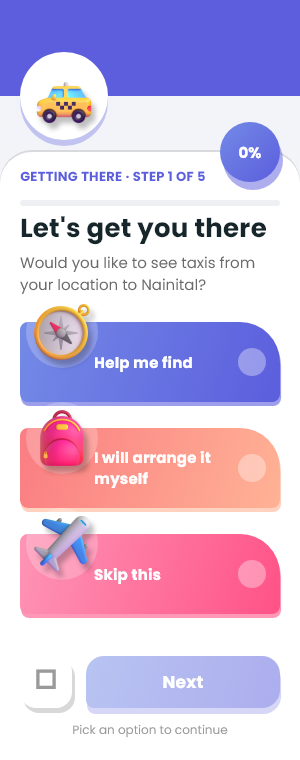 0%
GETTING THERE · STEP 1 OF 5
Let's get you there
Would you like to see taxis from
your location to Nainital?
Help me find
I will arrange it
myself
Skip this
Next
Pick an option to continue